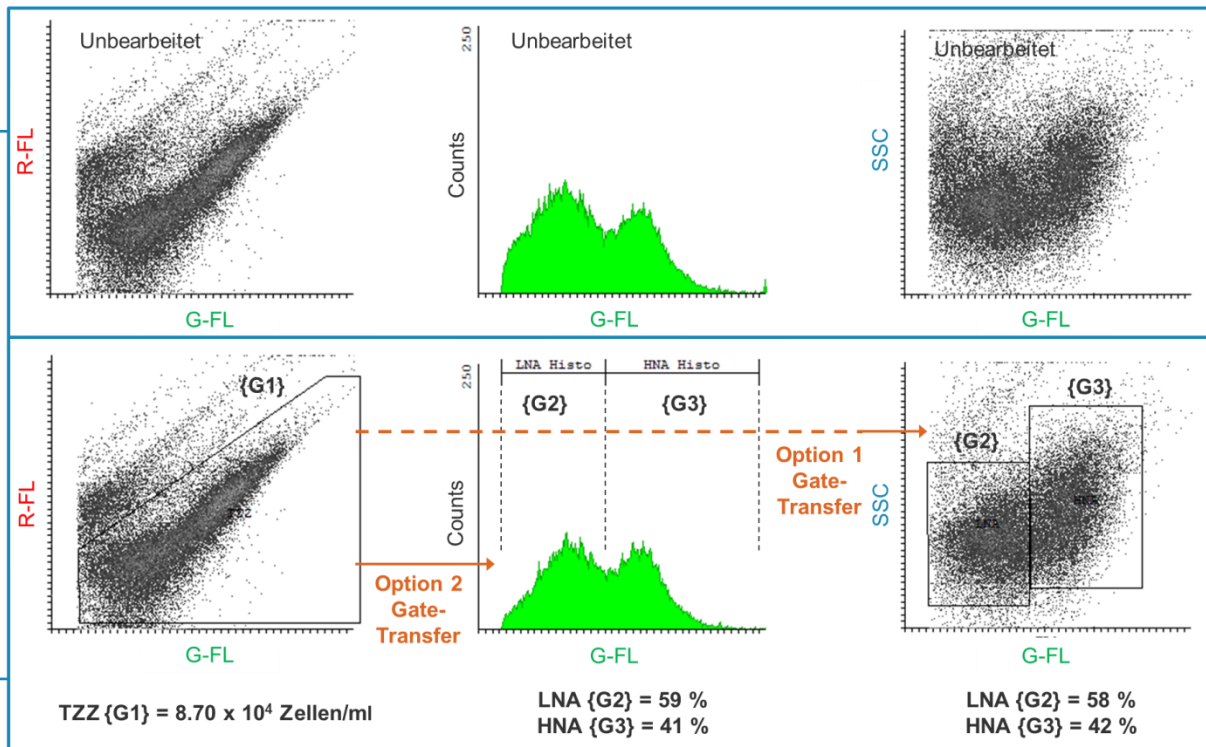 Unbearbeitet
R-FL
G-FL
Unbearbeitet
250
Counts
G-FL
Unbearbeitet
SSC
G-FL
{G1}
R-FL
TZZ
G-FL
Option 2
Gate-
Transfer
LNA Histo
HNA Histo
250
{G2}
{G3}
Counts
G-FL
Option 1
Gate-
Transfer
{G3}
{G2}
LNA
HNA
SSC
G-FL
TZZ {G1} = 8.70 x 10⁴ Zellen/ml
LNA {G2} = 59 %
HNA {G3} = 41 %
LNA {G2} = 58 %
HNA {G3} = 42 %